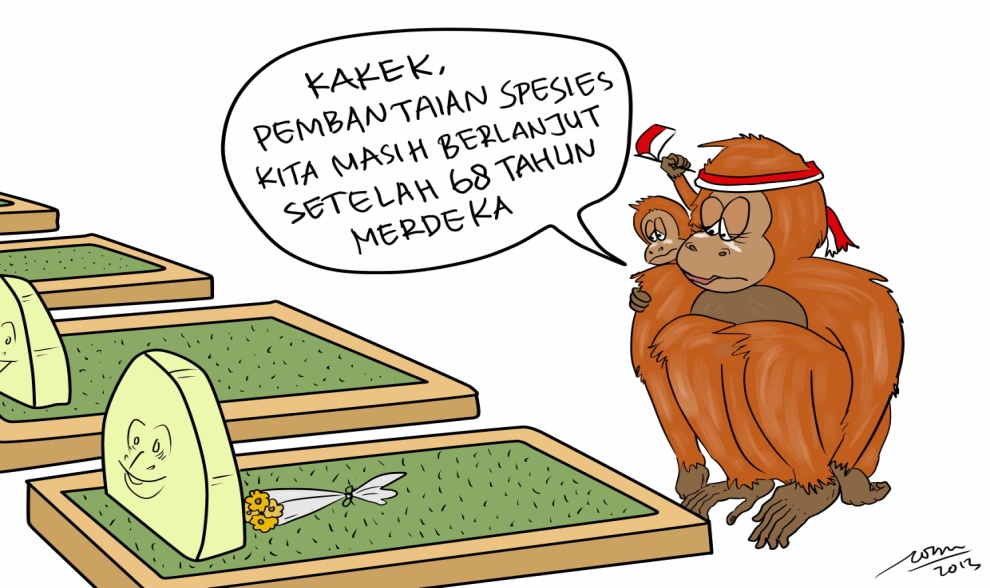 KAKEK,
PEMBANTAIAN SPESIES
KITA MASIH BERLANJUT
SETELAH 68 TAHUN
MERDEKA
2013